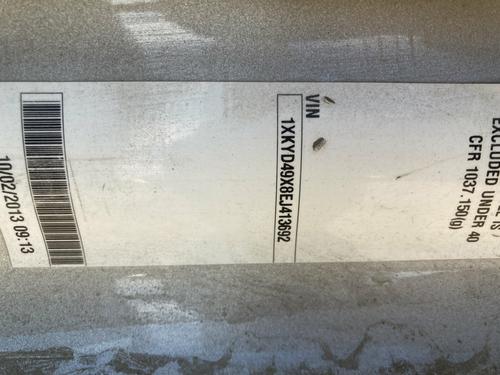 EXCLUDED UNDER 40
CFR 1037.150(g)
VIN
1XKYD49X8EJ413692
10/02/2013 09:13